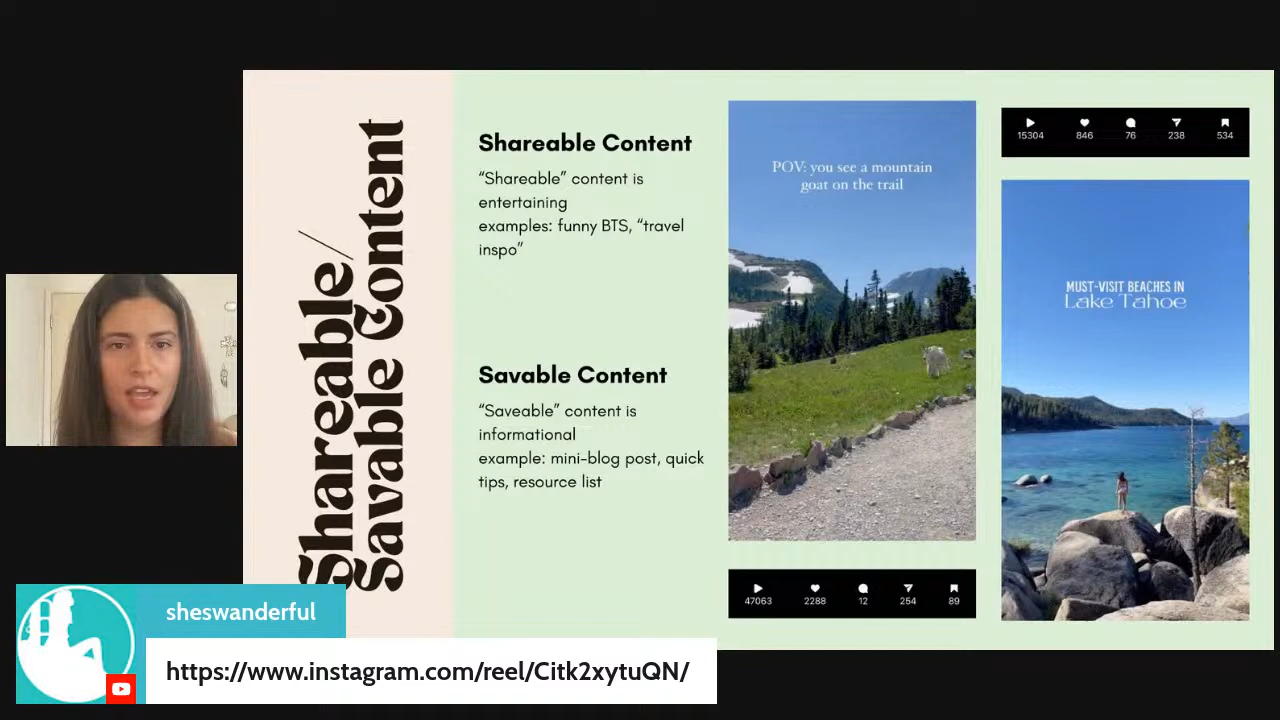 Shareable/
Savable Content
Shareable Content
“Shareable” content is
entertaining
examples: funny BTS, “travel
inspo”
Savable Content
“Saveable” content is
informational
example: mini-blog post, quick
tips, resource list
POV: you see a mountain
goat on the trail
47063 2288 12 254 89
15304 846 76 238 534
MUST-VISIT BEACHES IN
Lake Tahoe
sheswanderful
https://www.instagram.com/reel/Citk2xytuQN/